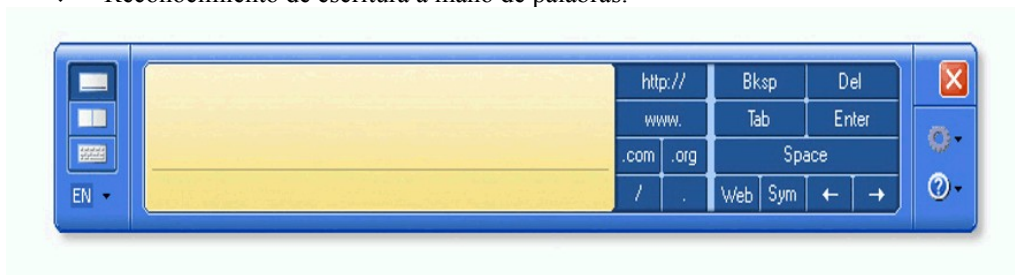 Reconocimiento de escritura a mano de palabras.
http:// Bksp Del
www. Tab Enter
.com .org Space
EN / . Web Sym ← →